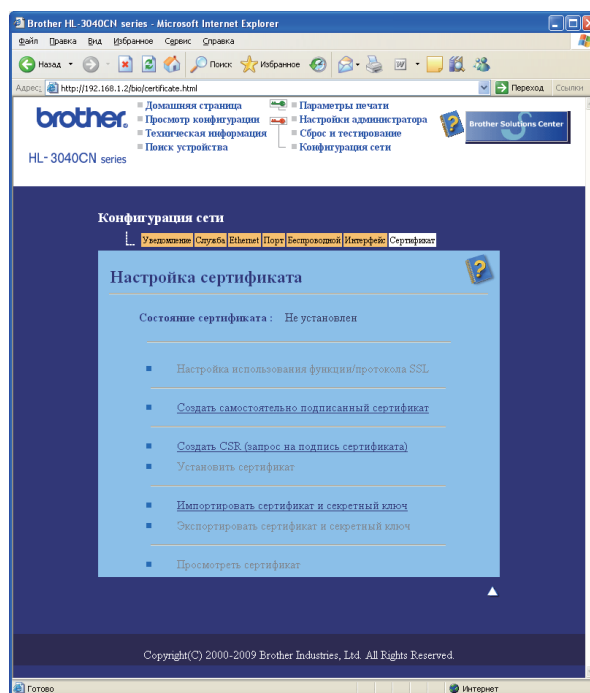 Brother HL-3040CN series - Microsoft Internet Explorer
Файл Правка Вид Избранное Сервис Справка
Назад Поиск Избранное
Адрес: http://192.168.1.2/bio/certificate.html Переход Ссылки
brother.
HL-3040CN series
Домашняя страница
Просмотр конфигурации
Техническая информация
Поиск устройства
Параметры печати
Настройки администратора
Сброс и тестирование
Конфигурация сети
Brother Solutions Center
Конфигурация сети
Уведомление Служба Ethernet Порт Беспроводной Интерфейс Сертификат
Настройка сертификата
Состояние сертификата : Не установлен
Настройка использования функции/протокола SSL
Создать самостоятельно подписанный сертификат
Создать CSR (запрос на подпись сертификата)
Установить сертификат
Импортировать сертификат и секретный ключ
Экспортировать сертификат и секретный ключ
Просмотреть сертификат
Copyright(C) 2000-2009 Brother Industries, Ltd. All Rights Reserved.
Готово Интернет